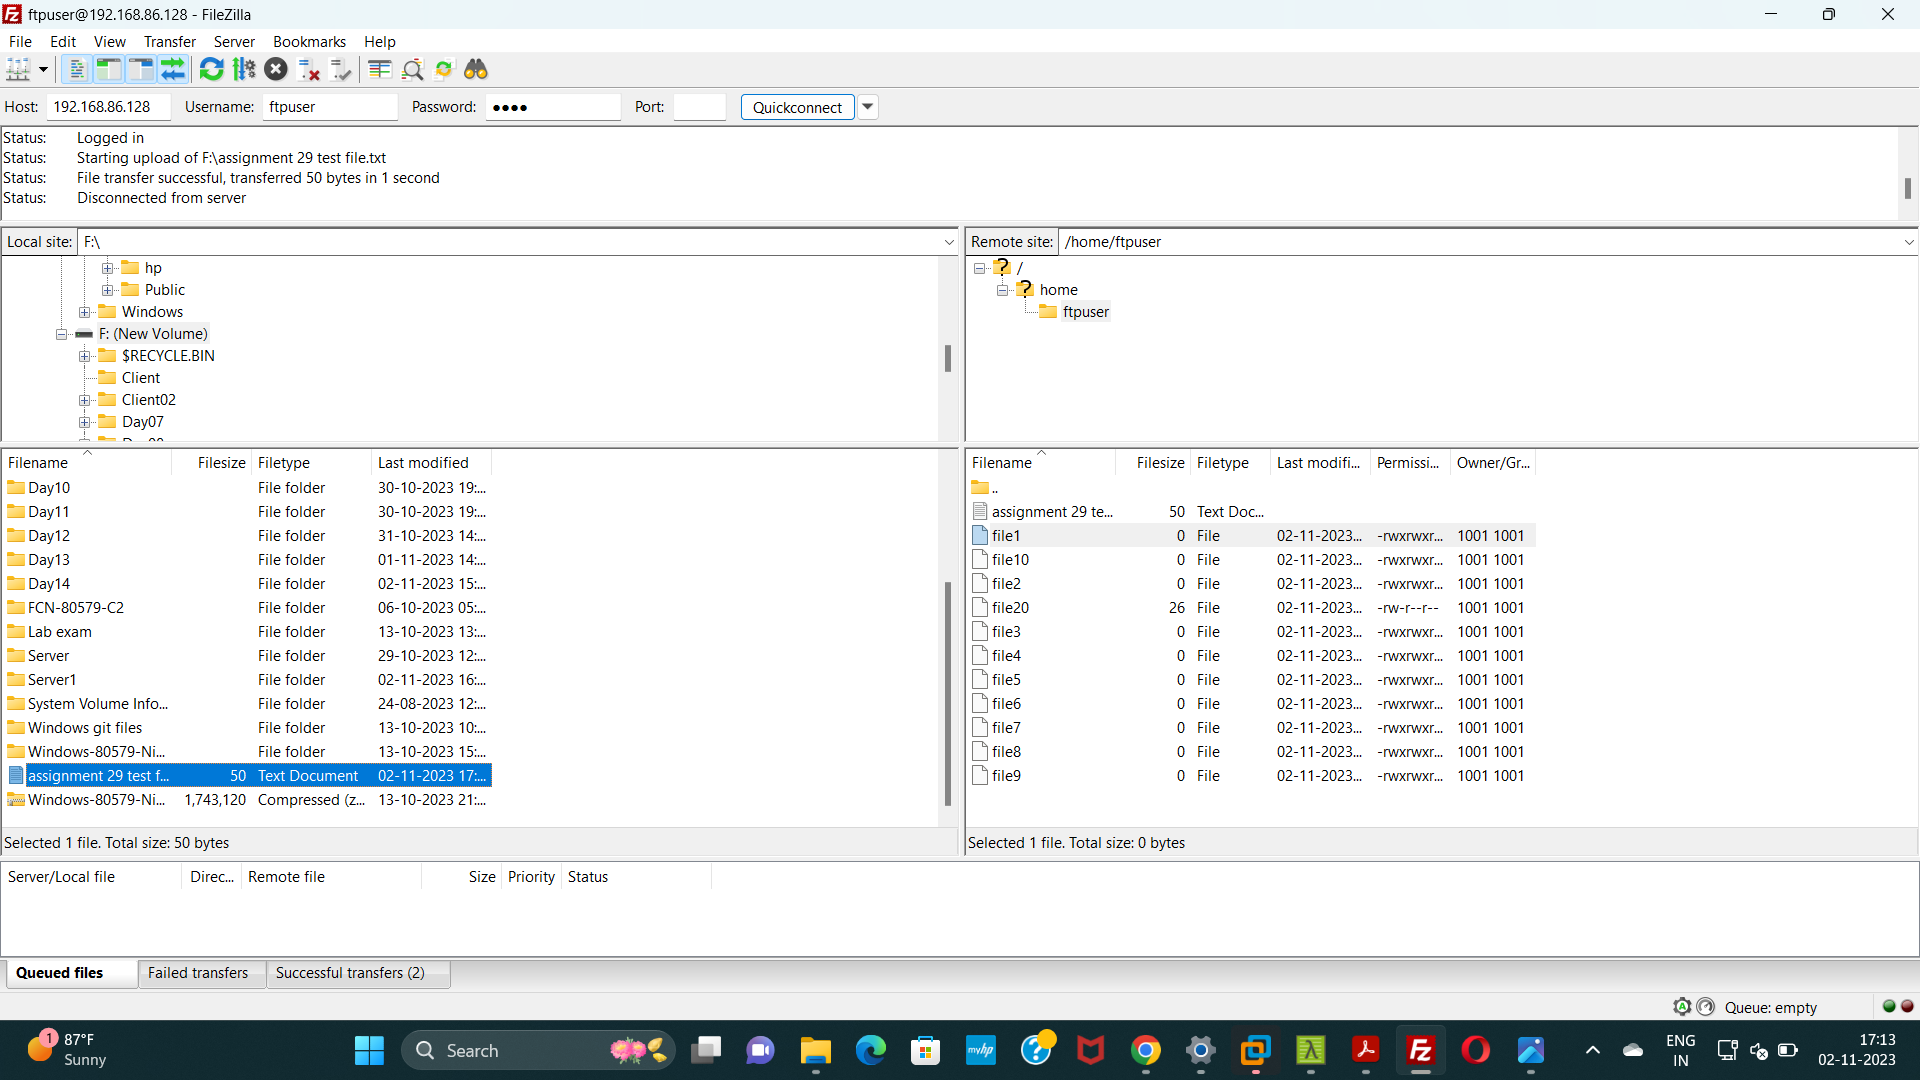 ftpuser@192.168.86.128 - FileZilla
File Edit View Transfer Server Bookmarks Help
Host: 192.168.86.128 Username: ftpuser Password: ●●●● Port: Quickconnect
Status: Logged in
Status: Starting upload of F:\assignment 29 test file.txt
Status: File transfer successful, transferred 50 bytes in 1 second
Status: Disconnected from server
Local site: F:\
hp
Public
Windows
F: (New Volume)
$RECYCLE.BIN
Client
Client02
Day07
Remote site: /home/ftpuser
/
home
ftpuser
Filename Filesize Filetype Last modified
Day10 File folder 30-10-2023 19:...
Day11 File folder 30-10-2023 19:...
Day12 File folder 31-10-2023 14:...
Day13 File folder 01-11-2023 14:...
Day14 File folder 02-11-2023 15:...
FCN-80579-C2 File folder 06-10-2023 05:...
Lab exam File folder 13-10-2023 13:...
Server File folder 29-10-2023 12:...
Server1 File folder 02-11-2023 16:...
System Volume Info... File folder 24-08-2023 12:...
Windows git files File folder 13-10-2023 10:...
Windows-80579-Ni... File folder 13-10-2023 15:...
assignment 29 test f... 50 Text Document 02-11-2023 17:...
Windows-80579-Ni... 1,743,120 Compressed (z... 13-10-2023 21:...
Selected 1 file. Total size: 50 bytes
Filename Filesize Filetype Last modifi... Permissi... Owner/Gr...
..
assignment 29 te... 50 Text Doc...
file1 0 File 02-11-2023... -rwxrwxr... 1001 1001
file10 0 File 02-11-2023... -rwxrwxr... 1001 1001
file2 0 File 02-11-2023... -rwxrwxr... 1001 1001
file20 26 File 02-11-2023... -rw-r--r-- 1001 1001
file3 0 File 02-11-2023... -rwxrwxr... 1001 1001
file4 0 File 02-11-2023... -rwxrwxr... 1001 1001
file5 0 File 02-11-2023... -rwxrwxr... 1001 1001
file6 0 File 02-11-2023... -rwxrwxr... 1001 1001
file7 0 File 02-11-2023... -rwxrwxr... 1001 1001
file8 0 File 02-11-2023... -rwxrwxr... 1001 1001
file9 0 File 02-11-2023... -rwxrwxr... 1001 1001
Selected 1 file. Total size: 0 bytes
Server/Local file Direc... Remote file Size Priority Status
Queued files Failed transfers Successful transfers (2)
Queue: empty
1
87°F
Sunny
Search
myhp
ENG
IN
17:13
02-11-2023